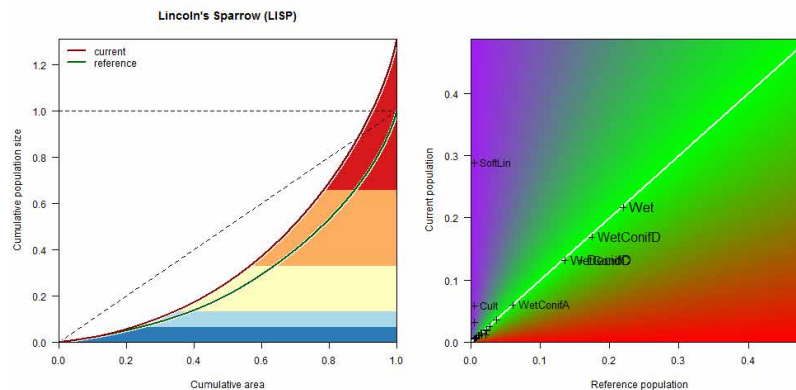 Lincoln's Sparrow (LISP)
current
reference
Cumulative population size
0.0
0.2
0.4
0.6
0.8
1.0
1.2
0.0 0.2 0.4 0.6 0.8 1.0
Cumulative area
Current population
0.0
0.1
0.2
0.3
0.4
SoftLin
Wet
WetConifD
Cult
WetConifA
0.0 0.1 0.2 0.3 0.4
Reference population